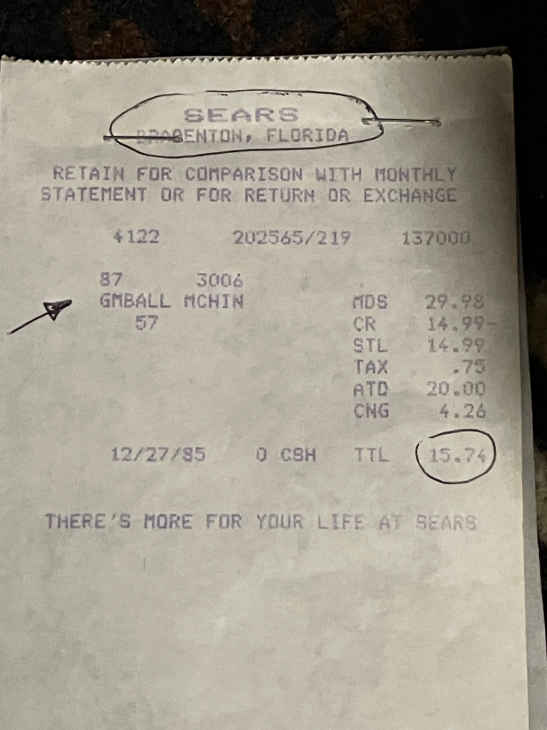 SEARS
BRADENTON, FLORIDA
RETAIN FOR COMPARISON WITH MONTHLY
STATEMENT OR FOR RETURN OR EXCHANGE
4122 202565/219 137000
87 3006
GMBALL MCHIN MDS 29.98
57 CR 14.99-
STL 14.99
TAX .75
ATD 20.00
CNG 4.26
12/27/85 0 CSH TTL 15.74
THERE'S MORE FOR YOUR LIFE AT SEARS